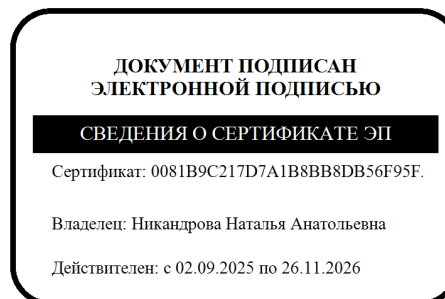 ДОКУМЕНТ ПОДПИСАН
ЭЛЕКТРОННОЙ ПОДПИСЬЮ
СВЕДЕНИЯ О СЕРТИФИКАТЕ ЭП
Сертификат: 0081B9C217D7A1B8BB8DB56F95F.
Владелец: Никандрова Наталья Анатольевна
Действителен: с 02.09.2025 по 26.11.2026